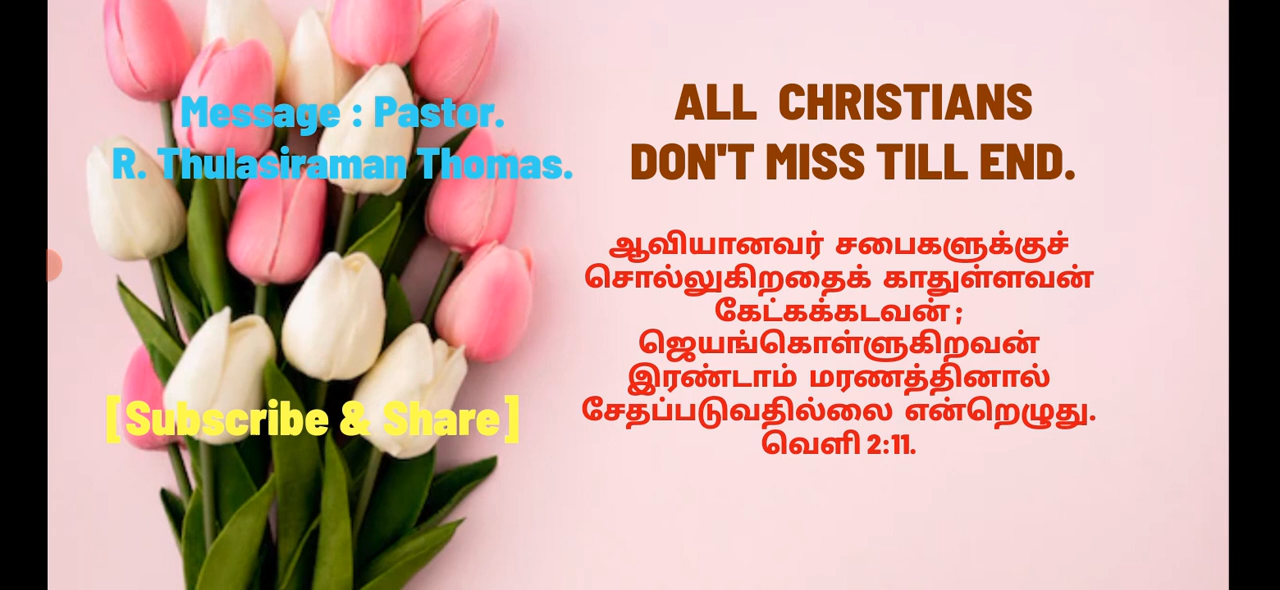 Message : Pastor.
R. Thulasiraman Thomas.
[Subscribe & Share]
ALL CHRISTIANS
DON'T MISS TILL END.
ஆவியானவர் சபைகளுக்குச்
சொல்லுகிறதைக் காதுள்ளவன்
கேட்கக்கடவன் ;
ஜெயங்கொள்ளுகிறவன்
இரண்டாம் மரணத்தினால்
சேதப்படுவதில்லை என்றெழுது.
வெளி 2:11.